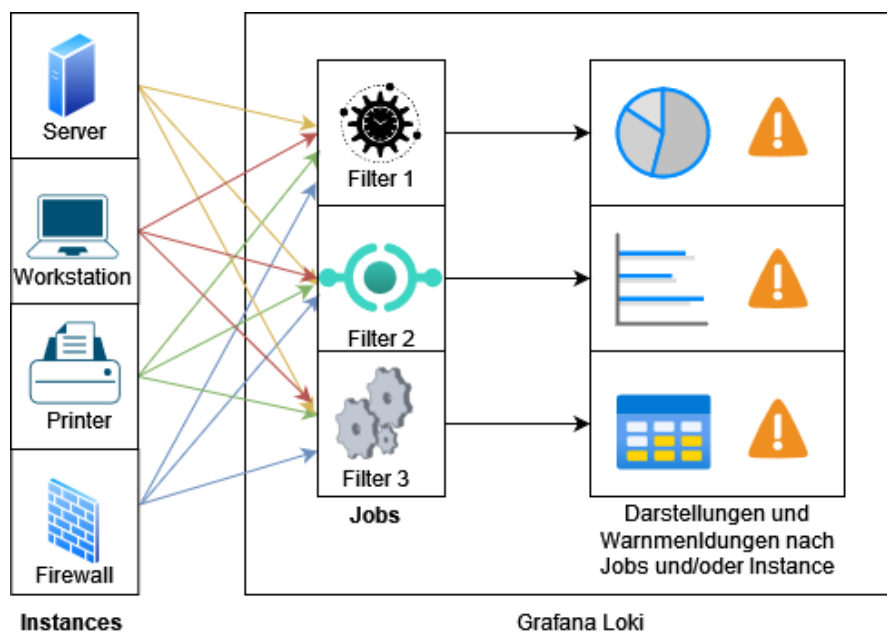 Server
Workstation
Printer
Firewall
Instances
Filter 1
Filter 2
Filter 3
Jobs
Darstellungen und
Warnmenldungen nach
Jobs und/oder Instance
Grafana Loki